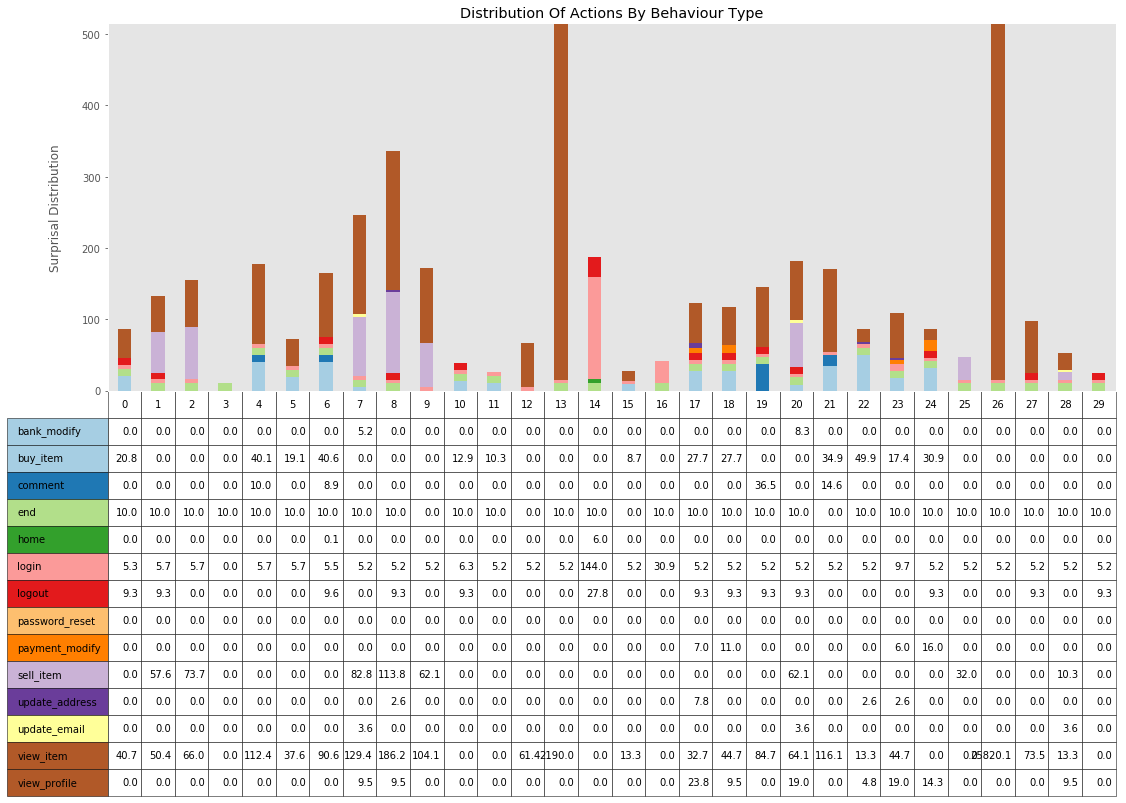 Distribution Of Actions By Behaviour Type
Surprisal Distribution
500
400
300
200
100
0
0 1 2 3 4 5 6 7 8 9 10 11 12 13 14 15 16 17 18 19 20 21 22 23 24 25 26 27 28 29
bank_modify 0.0 0.0 0.0 0.0 0.0 0.0 0.0 5.2 0.0 0.0 0.0 0.0 0.0 0.0 0.0 0.0 0.0 0.0 0.0 0.0 8.3 0.0 0.0 0.0 0.0 0.0 0.0 0.0 0.0 0.0
buy_item 20.8 0.0 0.0 0.0 40.1 19.1 40.6 0.0 0.0 0.0 12.9 10.3 0.0 0.0 0.0 8.7 0.0 27.7 27.7 0.0 0.0 34.9 49.9 17.4 30.9 0.0 0.0 0.0 0.0 0.0
comment 0.0 0.0 0.0 0.0 10.0 0.0 8.9 0.0 0.0 0.0 0.0 0.0 0.0 0.0 0.0 0.0 0.0 0.0 0.0 36.5 0.0 14.6 0.0 0.0 0.0 0.0 0.0 0.0 0.0 0.0
end 10.0 10.0 10.0 10.0 10.0 10.0 10.0 10.0 10.0 0.0 10.0 10.0 0.0 10.0 10.0 0.0 10.0 10.0 10.0 10.0 10.0 0.0 10.0 10.0 10.0 10.0 10.0 10.0 10.0 10.0
home 0.0 0.0 0.0 0.0 0.0 0.0 0.1 0.0 0.0 0.0 0.0 0.0 0.0 0.0 6.0 0.0 0.0 0.0 0.0 0.0 0.0 0.0 0.0 0.0 0.0 0.0 0.0 0.0 0.0 0.0
login 5.3 5.7 5.7 0.0 5.7 5.7 5.5 5.2 5.2 5.2 6.3 5.2 5.2 5.2 144.0 5.2 30.9 5.2 5.2 5.2 5.2 5.2 5.2 9.7 5.2 5.2 5.2 5.2 5.2 5.2
logout 9.3 9.3 0.0 0.0 0.0 0.0 9.6 0.0 9.3 0.0 9.3 0.0 0.0 0.0 27.8 0.0 0.0 9.3 9.3 9.3 9.3 0.0 0.0 0.0 9.3 0.0 0.0 9.3 0.0 9.3
password_reset 0.0 0.0 0.0 0.0 0.0 0.0 0.0 0.0 0.0 0.0 0.0 0.0 0.0 0.0 0.0 0.0 0.0 0.0 0.0 0.0 0.0 0.0 0.0 0.0 0.0 0.0 0.0 0.0 0.0 0.0
payment_modify 0.0 0.0 0.0 0.0 0.0 0.0 0.0 0.0 0.0 0.0 0.0 0.0 0.0 0.0 0.0 0.0 0.0 7.0 11.0 0.0 0.0 0.0 0.0 6.0 16.0 0.0 0.0 0.0 0.0 0.0
sell_item 0.0 57.6 73.7 0.0 0.0 0.0 0.0 82.8 113.8 62.1 0.0 0.0 0.0 0.0 0.0 0.0 0.0 0.0 0.0 0.0 62.1 0.0 0.0 0.0 0.0 32.0 0.0 0.0 10.3 0.0
update_address 0.0 0.0 0.0 0.0 0.0 0.0 0.0 0.0 2.6 0.0 0.0 0.0 0.0 0.0 0.0 0.0 0.0 7.8 0.0 0.0 0.0 0.0 2.6 2.6 0.0 0.0 0.0 0.0 0.0 0.0
update_email 0.0 0.0 0.0 0.0 0.0 0.0 0.0 3.6 0.0 0.0 0.0 0.0 0.0 0.0 0.0 0.0 0.0 0.0 0.0 0.0 3.6 0.0 0.0 0.0 0.0 0.0 0.0 0.0 3.6 0.0
view_item 40.7 50.4 66.0 0.0 112.4 37.6 90.6 129.4 186.2 104.1 0.0 0.0 61.4 2190.0 0.0 13.3 0.0 32.7 44.7 84.7 64.1 116.1 13.3 44.7 0.0 0.0 25820.1 73.5 13.3 0.0
view_profile 0.0 0.0 0.0 0.0 0.0 0.0 0.0 9.5 9.5 0.0 0.0 0.0 0.0 0.0 0.0 0.0 0.0 23.8 9.5 0.0 19.0 0.0 4.8 19.0 14.3 0.0 0.0 0.0 9.5 0.0